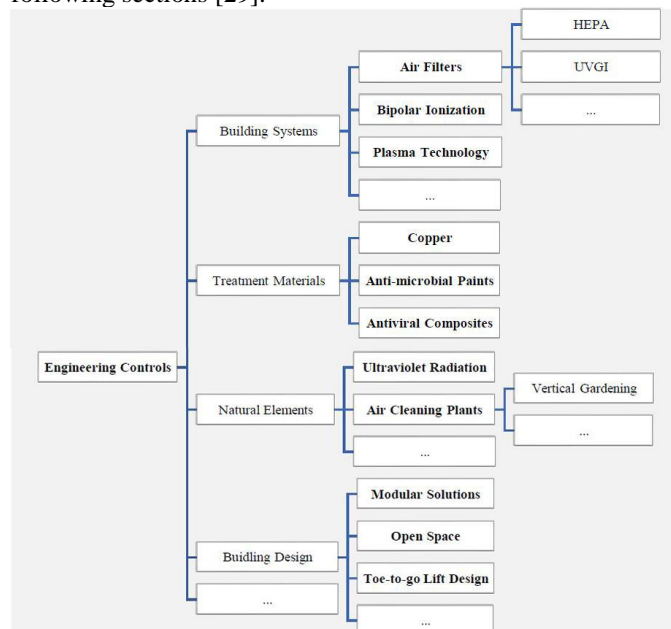 following sections [29].
HEPA
Air Filters
UVGI
Bipolar Ionization
...
Building Systems
Plasma Technology
...
Copper
Treatment Materials
Anti-microbial Paints
Antiviral Composites
Engineering Controls
Ultraviolet Radiation
Vertical Gardening
Natural Elements
Air Cleaning Plants
...
...
Modular Solutions
Open Space
Buidling Design
Toe-to-go Lift Design
...
...